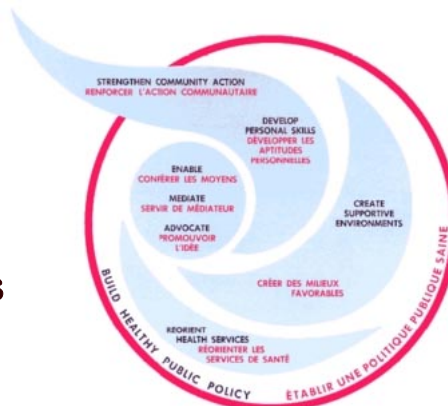 STRENGTHEN COMMUNITY ACTION
RENFORCER L'ACTION COMMUNAUTAIRE
DEVELOP
PERSONAL SKILLS
DÉVELOPPER LES
APTITUDES
PERSONNELLES
ENABLE
CONFÉRER LES MOYENS
MEDIATE
SERVIR DE MÉDIATEUR
ADVOCATE
PROMOUVOIR
L'IDÉE
CREATE
SUPPORTIVE
ENVIRONMENTS
CRÉER DES MILIEUX
FAVORABLES
REORIENT
HEALTH SERVICES
RÉORIENTER LES
SERVICES DE SANTÉ
BUILD HEALTHY PUBLIC POLICY
ÉTABLIR UNE POLITIQUE PUBLIQUE SAINE
s